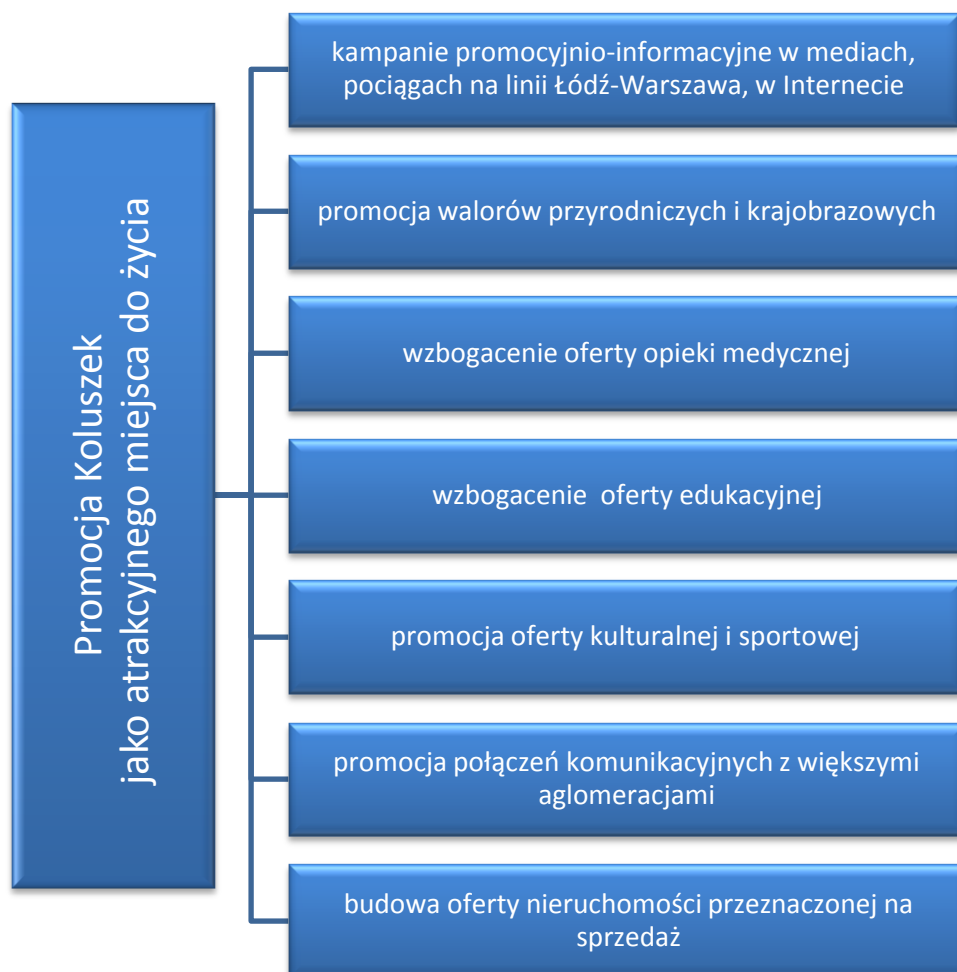 Promocja Koluszek
jako atrakcyjnego miejsca do życia
kampanie promocyjnio-informacyjne w mediach,
pociągach na linii Łódź-Warszawa, w Internecie
promocja walorów przyrodniczych i krajobrazowych
wzbogacenie oferty opieki medycznej
wzbogacenie  oferty edukacyjnej
promocja oferty kulturalnej i sportowej
promocja połączeń komunikacyjnych z większymi
aglomeracjami
budowa oferty nieruchomości przeznaczonej na
sprzedaż